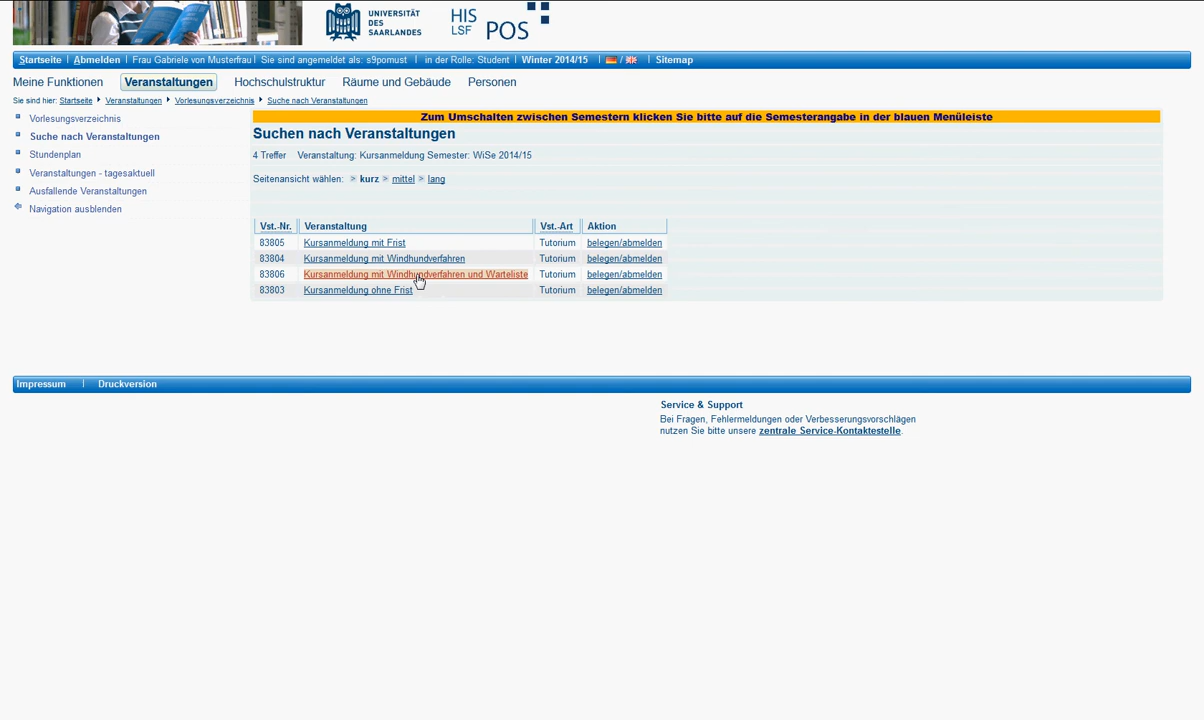 UNIVERSITÄT
DES
SAARLANDES
HIS
LSF
POS
Startseite | Abmelden | Frau Gabriele von Musterfrau | Sie sind angemeldet als: s9pomust | in der Rolle: Student | Winter 2014/15 | / | Sitemap
Meine Funktionen Veranstaltungen Hochschulstruktur Räume und Gebäude Personen
Sie sind hier: Startseite Veranstaltungen Vorlesungsverzeichnis Suche nach Veranstaltungen
Vorlesungsverzeichnis
Suche nach Veranstaltungen
Stundenplan
Veranstaltungen - tagesaktuell
Ausfallende Veranstaltungen
Navigation ausblenden
Zum Umschalten zwischen Semestern klicken Sie bitte auf die Semesterangabe in der blauen Menüleiste
Suchen nach Veranstaltungen
4 Treffer Veranstaltung: Kursanmeldung Semester: WiSe 2014/15
Seitenansicht wählen: > kurz > mittel > lang
Vst.-Nr. Veranstaltung Vst.-Art Aktion
83805 Kursanmeldung mit Frist Tutorium belegen/abmelden
83804 Kursanmeldung mit Windhundverfahren Tutorium belegen/abmelden
83806 Kursanmeldung mit Windhundverfahren und Warteliste Tutorium belegen/abmelden
83803 Kursanmeldung ohne Frist Tutorium belegen/abmelden
Impressum | Druckversion
Service & Support
Bei Fragen, Fehlermeldungen oder Verbesserungsvorschlägen
nutzen Sie bitte unsere zentrale Service-Kontaktestelle.